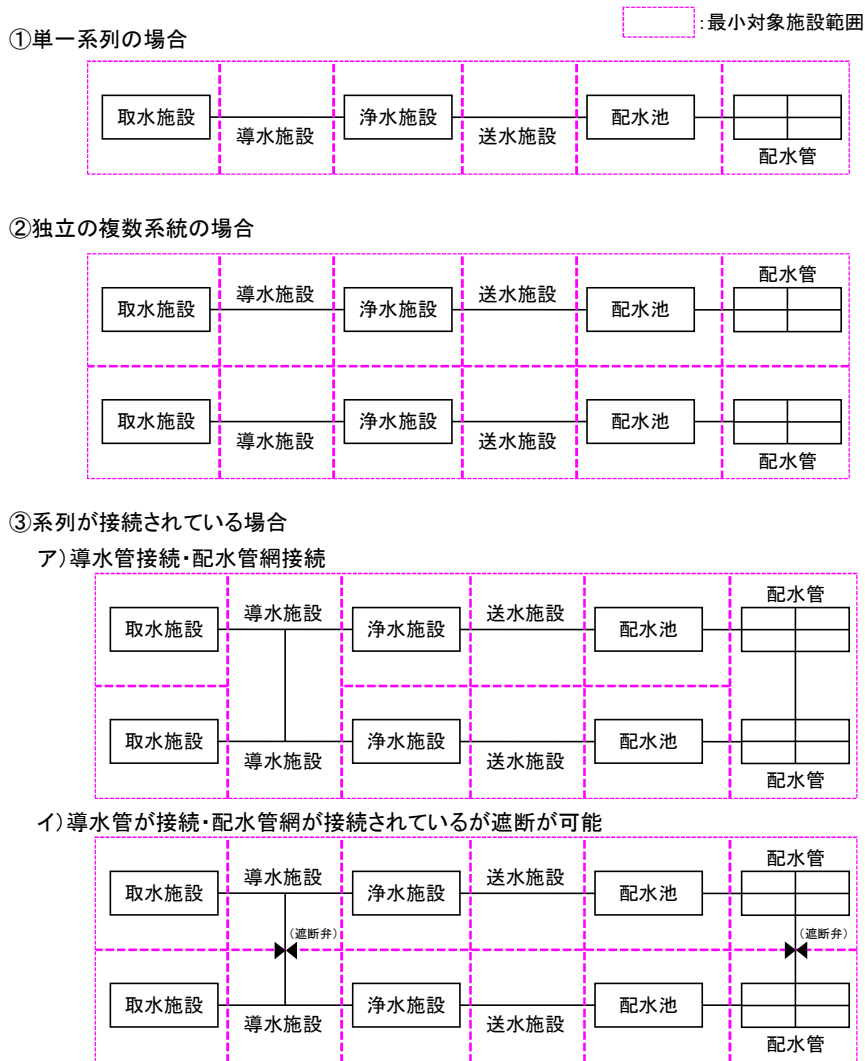 :最小対象施設範囲
①単一系列の場合
取水施設
導水施設
浄水施設
送水施設
配水池
配水管
②独立の複数系統の場合
配水管
取水施設
導水施設
浄水施設
送水施設
配水池
取水施設
導水施設
浄水施設
送水施設
配水池
配水管
③系列が接続されている場合
ア)導水管接続・配水管網接続
配水管
取水施設
導水施設
浄水施設
送水施設
配水池
取水施設
導水施設
浄水施設
送水施設
配水池
配水管
イ)導水管が接続・配水管網が接続されているが遮断が可能
配水管
取水施設
導水施設
浄水施設
送水施設
配水池
(遮断弁)
(遮断弁)
取水施設
導水施設
浄水施設
送水施設
配水池
配水管